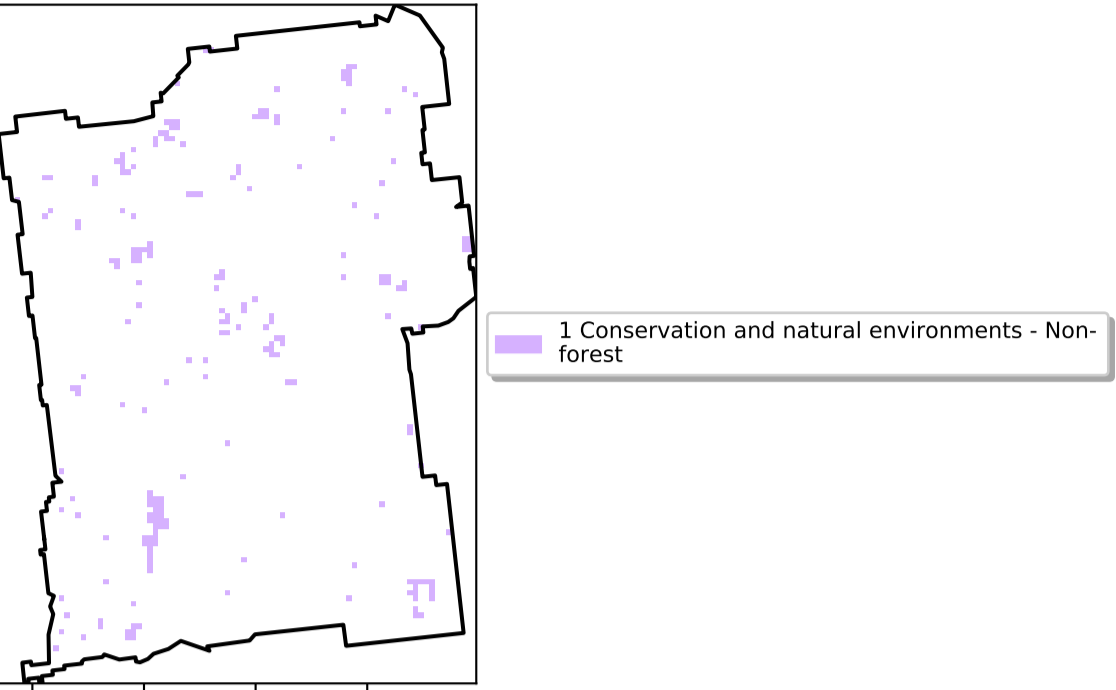 1 Conservation and natural environments - Non-
forest